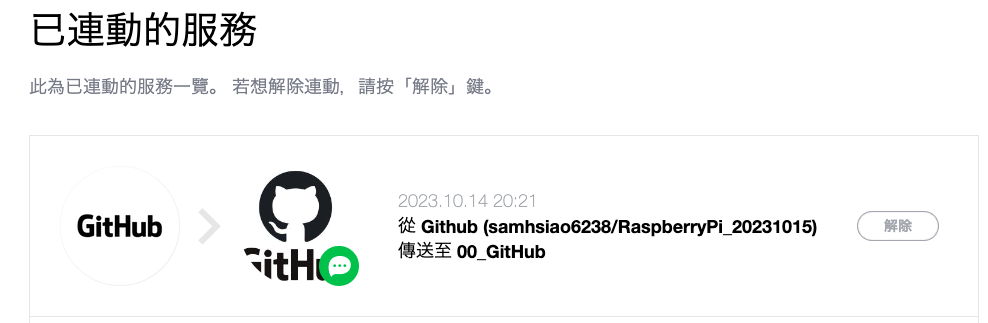 已連動的服務
此為已連動的服務一覽。 若想解除連動，請按「解除」鍵。
GitHub
GitHu
2023.10.14 20:21
從 Github (samhsiao6238/RaspberryPi_20231015)
傳送至 00_GitHub
解除